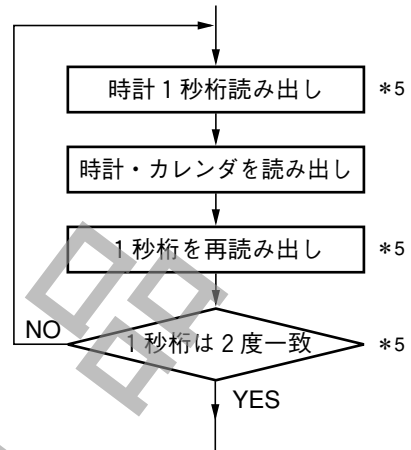 時計1秒桁読み出し *5
時計・カレンダを読み出し
1秒桁を再読み出し *5
1秒桁は2度一致 *5
NO
YES